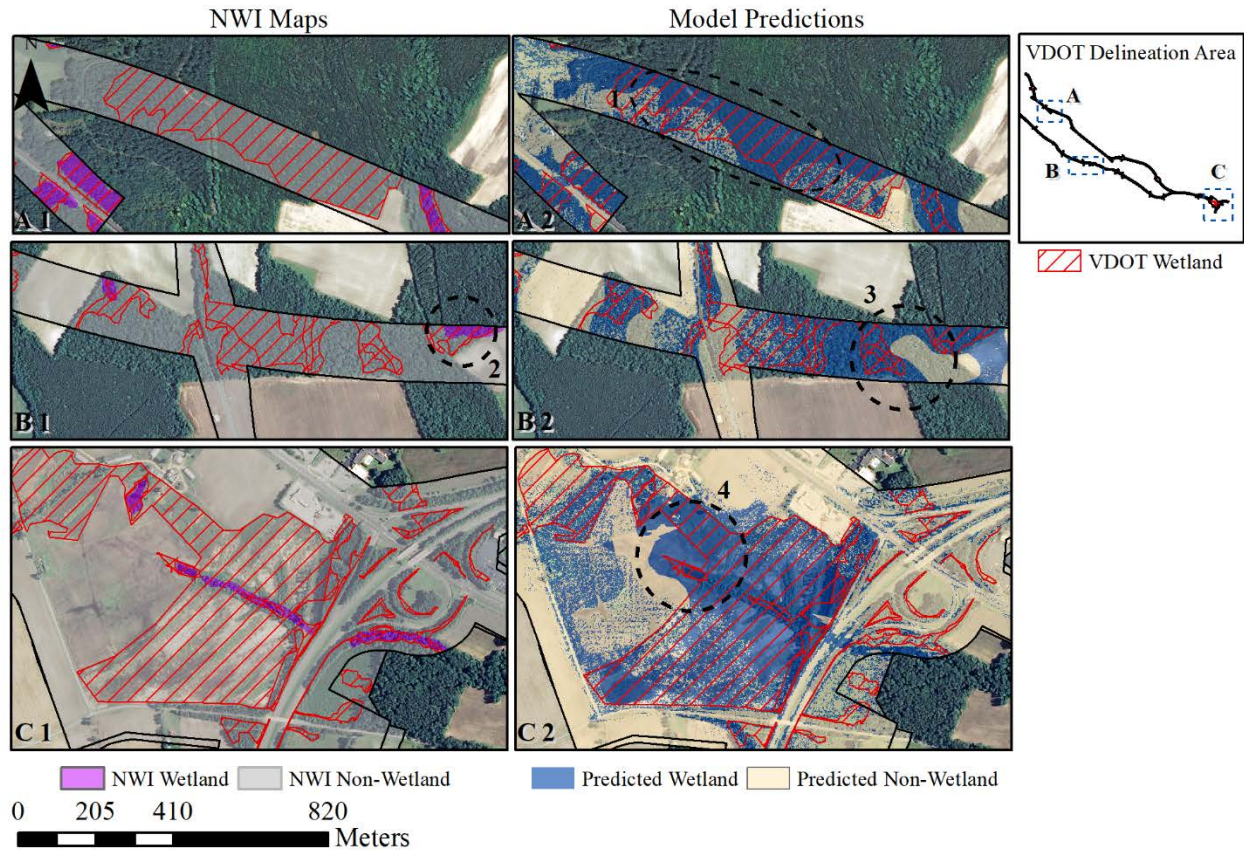 NWI Maps
Model Predictions
N
A 1
1
A 2
VDOT Delineation Area
A
B
C
VDOT Wetland
B 1
2
3
B 2
C 1
4
C 2
NWI Wetland
NWI Non-Wetland
Predicted Wetland
Predicted Non-Wetland
0 205 410 820
Meters